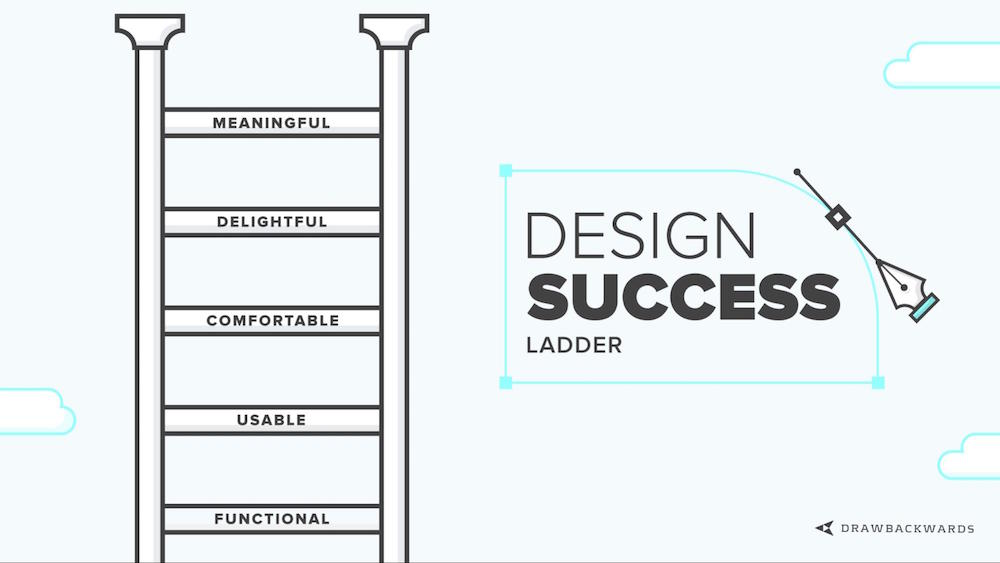 MEANINGFUL
DELIGHTFUL
COMFORTABLE
USABLE
FUNCTIONAL
DESIGN
SUCCESS
LADDER
DRAWBACKWARDS